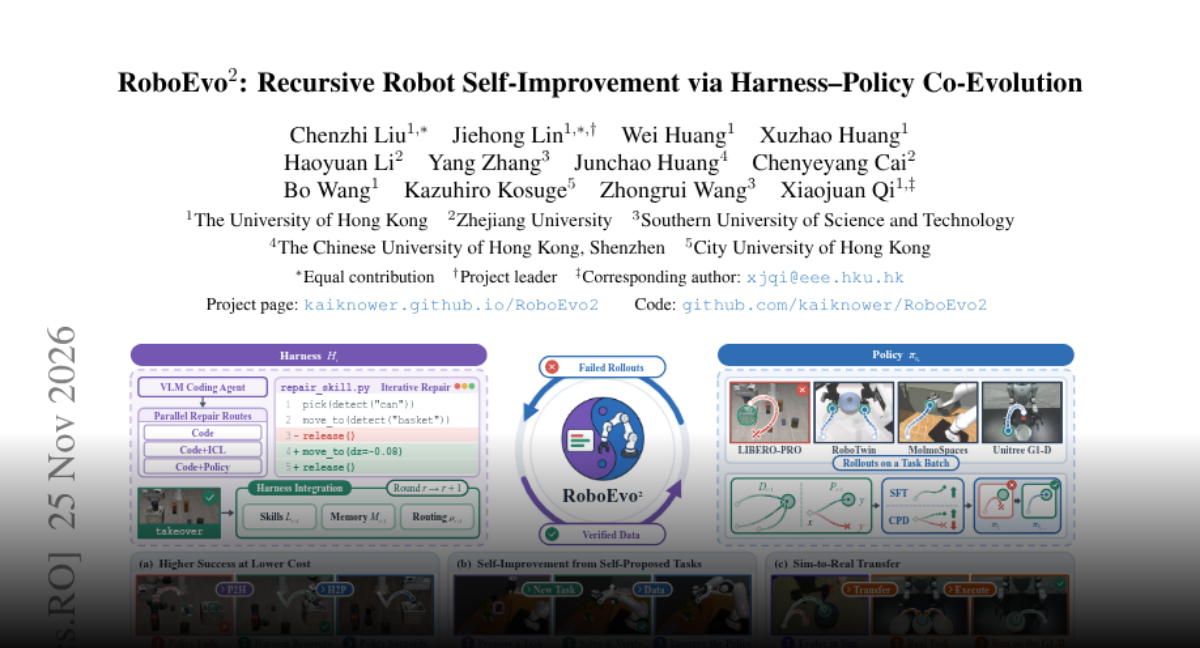 RoboEvo²: Recursive Robot Self-Improvement via Harness–Policy Co-Evolution
Chenzhi Liu¹,* Jiehong Lin¹,*,† Wei Huang¹ Xuzhao Huang¹
Haoyuan Li² Yang Zhang³ Junchao Huang⁴ Chenyeyang Cai²
Bo Wang¹ Kazuhiro Kosuge⁵ Zhongrui Wang³ Xiaojuan Qi¹,‡
¹The University of Hong Kong ²Zhejiang University ³Southern University of Science and Technology
⁴The Chinese University of Hong Kong, Shenzhen ⁵City University of Hong Kong
*Equal contribution †Project leader ‡Corresponding author: xjqi@eee.hku.hk
Project page: kaiknower.github.io/RoboEvo2 Code: github.com/kaiknower/RoboEvo2
s.RO] 25 Nov 2026
Harness
VLM Coding Agent
Parallel Repair Routes
Code
Code+ICL
Code+Policy
repair_skill.py Iterative Repair
1 pick(detect("can"))
2 move_to(detect("basket"))
3 - release()
4 + move_to(dz=-0.08)
5 + release()
takeover
Harness Integration
Round r → r + 1
Skills
Memory
Routing
Failed Rollouts
RoboEvo²
Verified Data
Policy
LIBERO-PRO RoboTwin MolmoSpaces Unitree G1-D
Rollouts on a Task Batch
SFT
CPD
(a) Higher Success at Lower Cost
P2H
H2P
(b) Self-Improvement from Self-Proposed Tasks
New Task
Data
(c) Sim-to-Real Transfer
Transfer
Execute